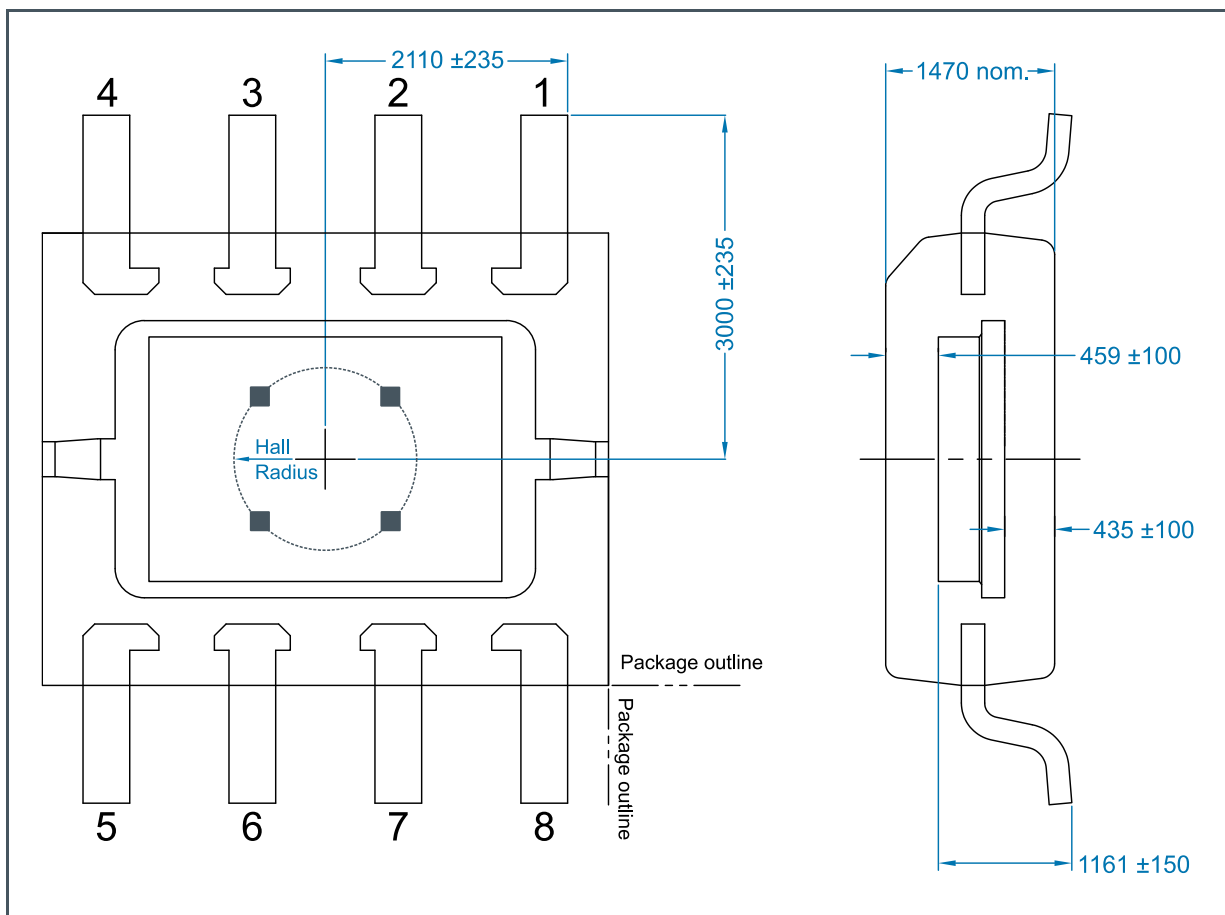 2110 ±235
1470 nom.
4
3
2
1
3000 ±235
459 ±100
Hall
Radius
435 ±100
Package outline
Package outline
5
6
7
8
1161 ±150